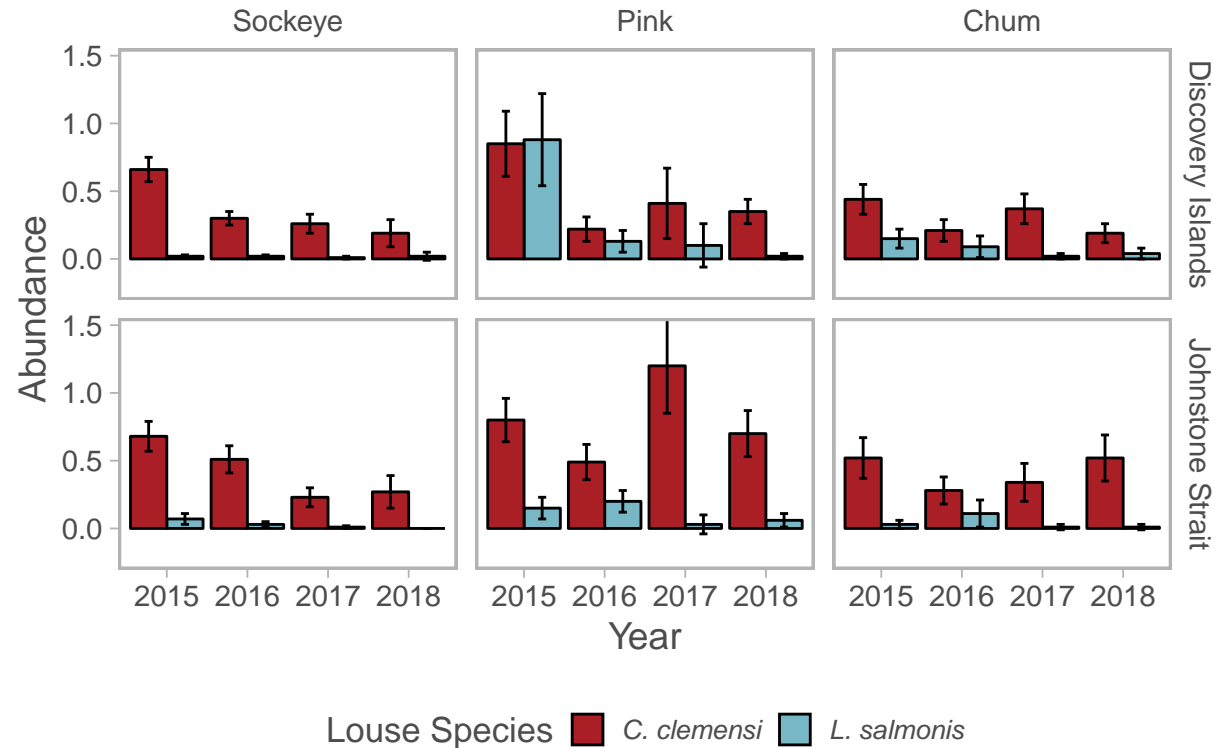 Sockeye Pink Chum
1.5
1.0
0.5
0.0
Discovery Islands
Abundance
1.5
1.0
0.5
0.0
Johnstone Strait
2015 2016 2017 2018 2015 2016 2017 2018 2015 2016 2017 2018
Year
Louse Species C. clemensi L. salmonis